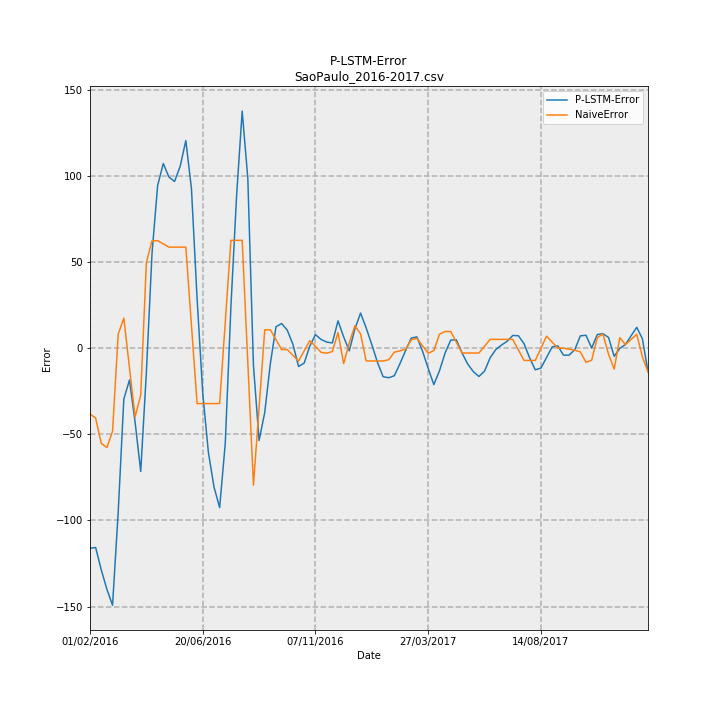 P-LSTM-Error
SaoPaulo_2016-2017.csv
P-LSTM-Error
NaiveError
150
100
50
0
−50
−100
−150
Error
01/02/2016
20/06/2016
07/11/2016
27/03/2017
14/08/2017
Date